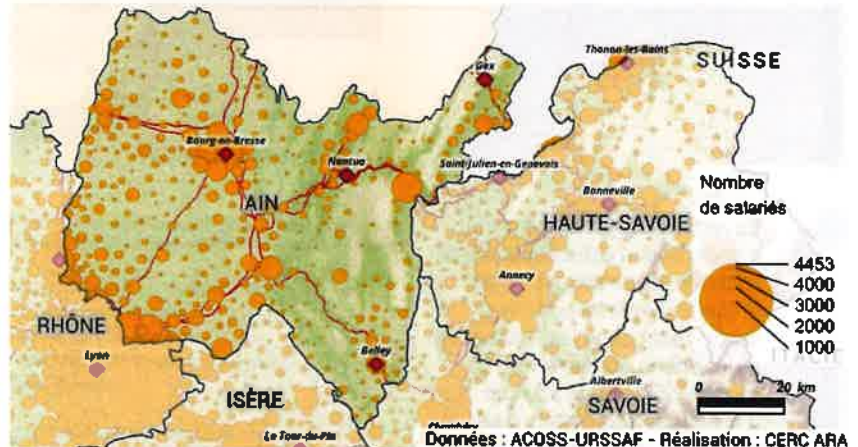 Thonon-les-Bains
SUISSE
Gex
Bourg-en-Bresse
Nantua
Saint-Julien-en-Genevois
Nombre
de salariés
Bonneville
AIN
HAUTE-SAVOIE
4453
4000
3000
2000
1000
Annecy
RHÔNE
Lyon
Belley
ISÈRE
Albertville
0 20 km
SAVOIE
Chambéry
La Tour-du-Pin
Données : ACOSS-URSSAF - Réalisation : CERC ARA